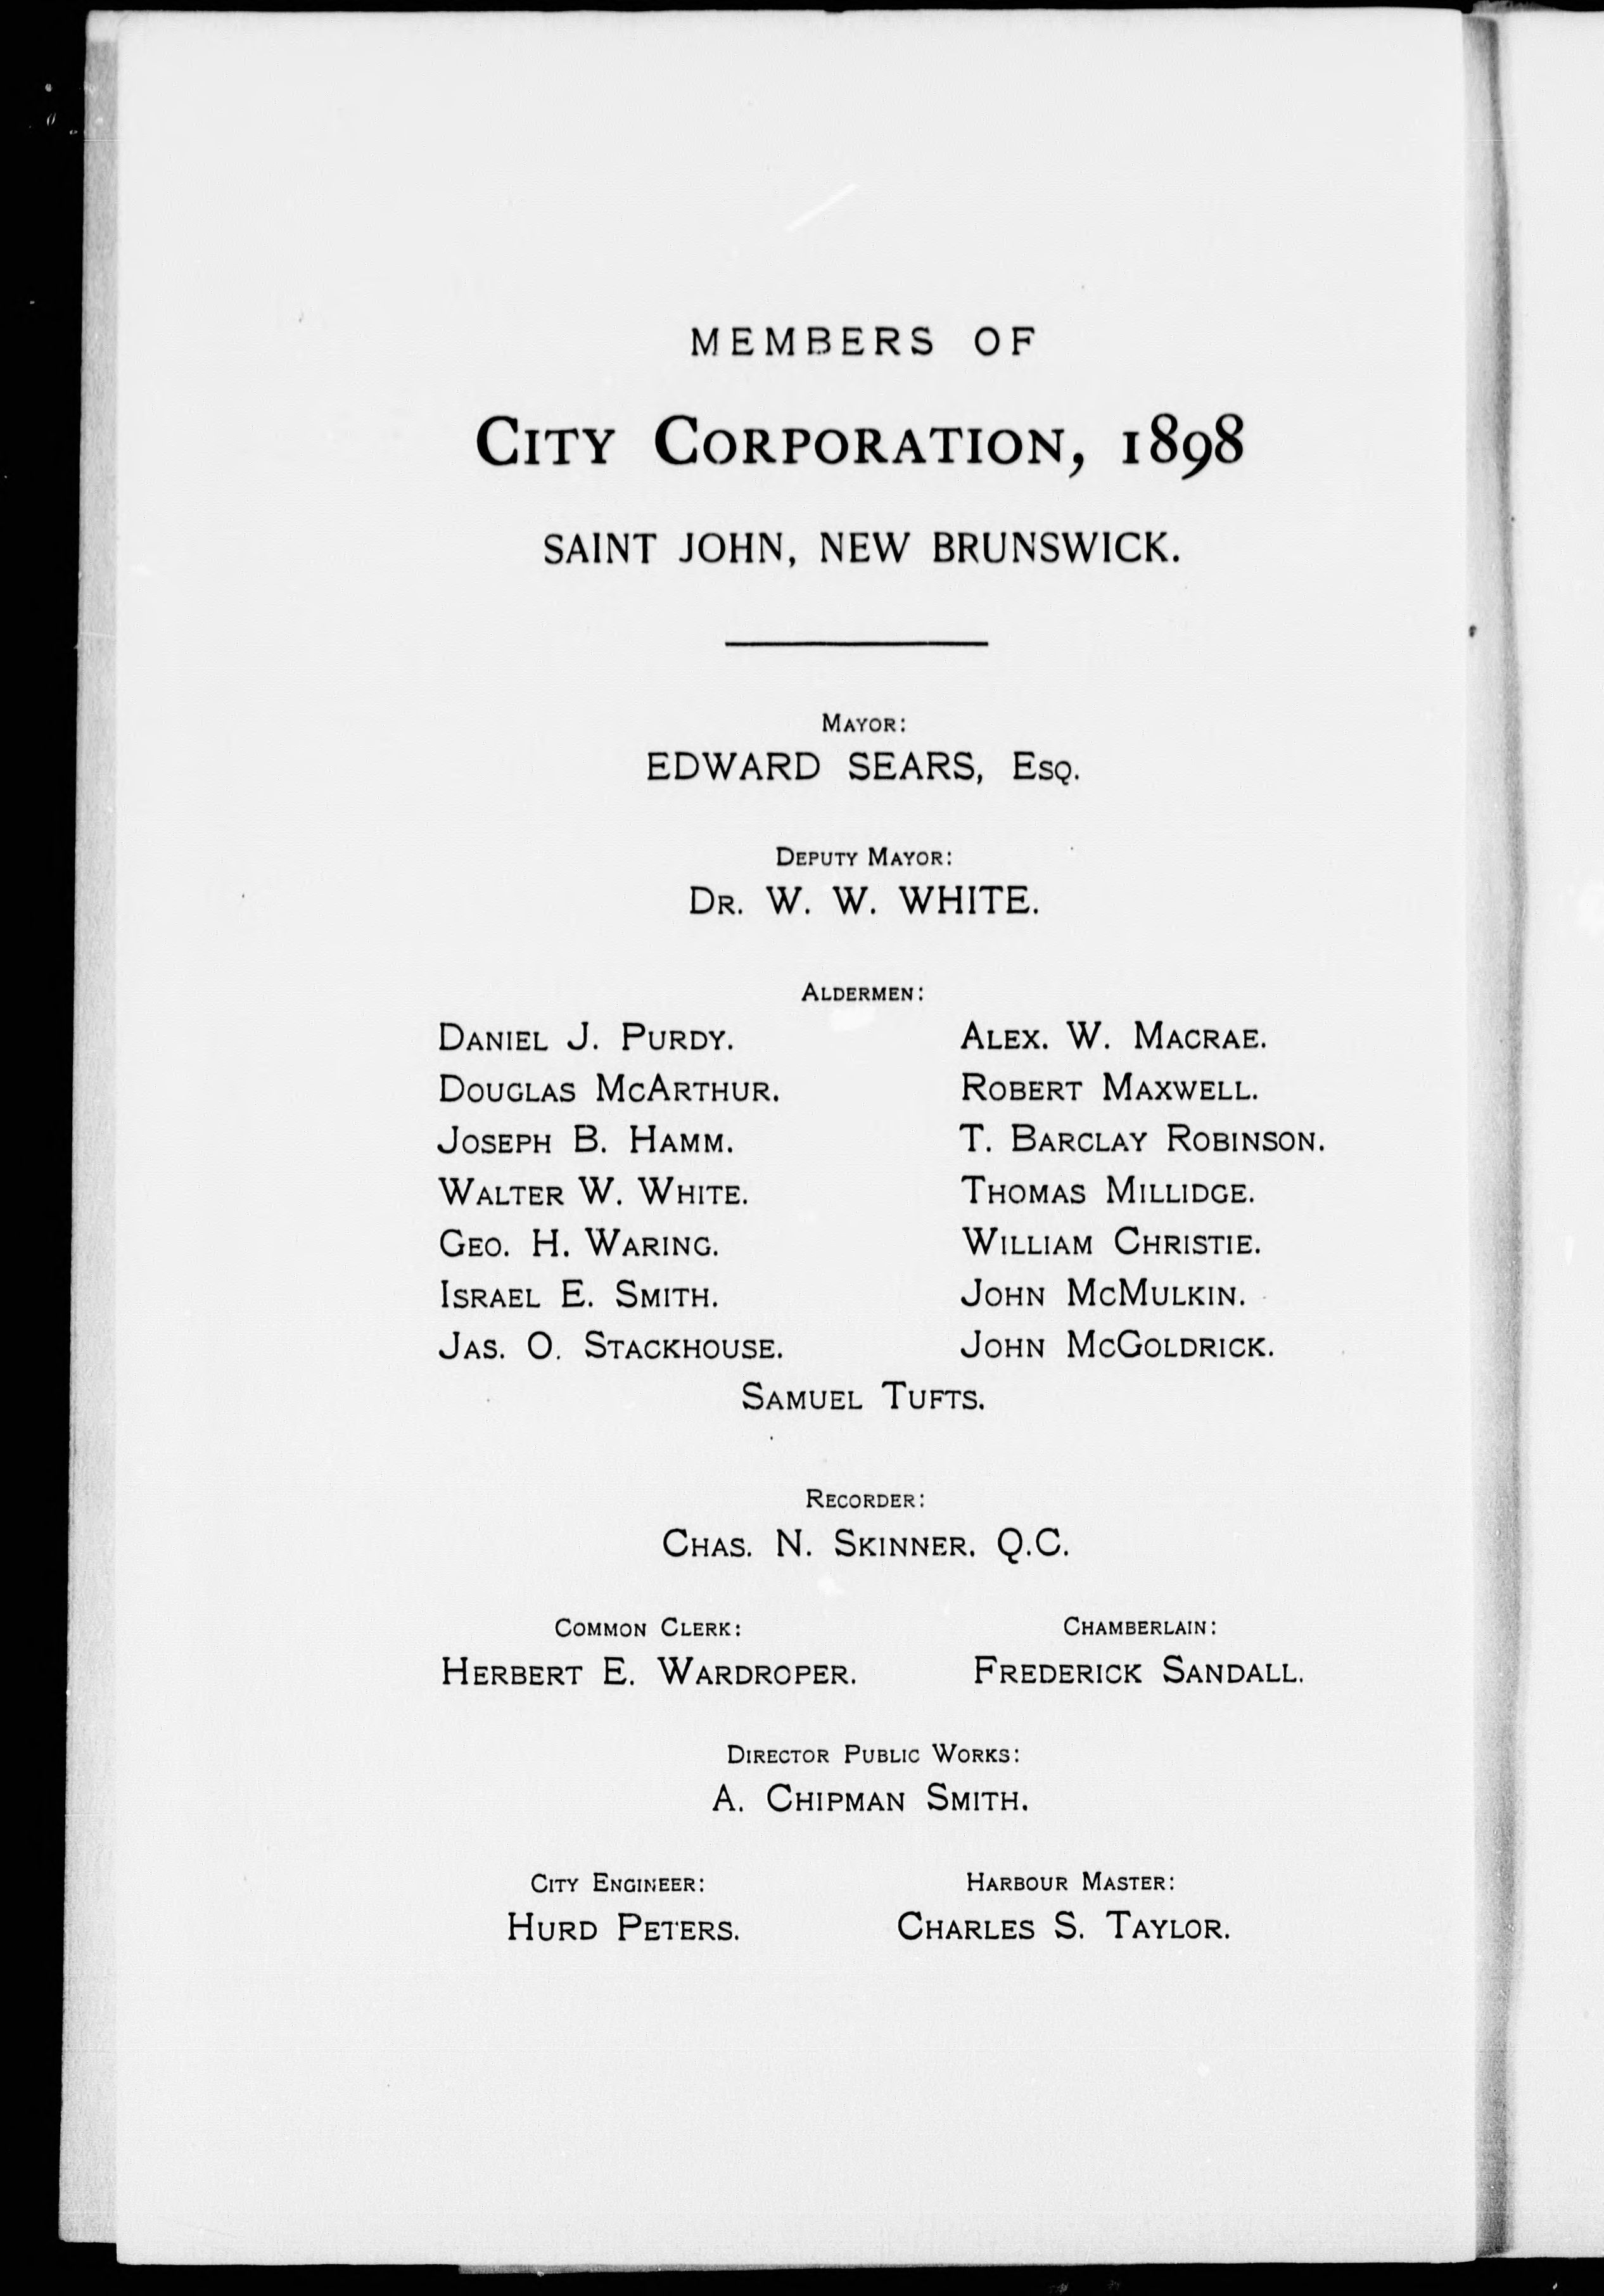 MEMBERS OF
CITY CORPORATION, 1898
SAINT JOHN, NEW BRUNSWICK.
MAYOR:
EDWARD SEARS, ESQ.
DEPUTY MAYOR:
DR. W. W. WHITE.
ALDERMEN:
DANIEL J. PURDY. ALEX. W. MACRAE.
DOUGLAS MCARTHUR. ROBERT MAXWELL.
JOSEPH B. HAMM. T. BARCLAY ROBINSON.
WALTER W. WHITE. THOMAS MILLIDGE.
GEO. H. WARING. WILLIAM CHRISTIE.
ISRAEL E. SMITH. JOHN MCMULKIN.
JAS. O. STACKHOUSE. JOHN MCGOLDRICK.
SAMUEL TUFTS.
RECORDER:
CHAS. N. SKINNER. Q.C.
COMMON CLERK: CHAMBERLAIN:
HERBERT E. WARDROPER. FREDERICK SANDALL.
DIRECTOR PUBLIC WORKS:
A. CHIPMAN SMITH.
CITY ENGINEER: HARBOUR MASTER:
HURD PETERS. CHARLES S. TAYLOR.